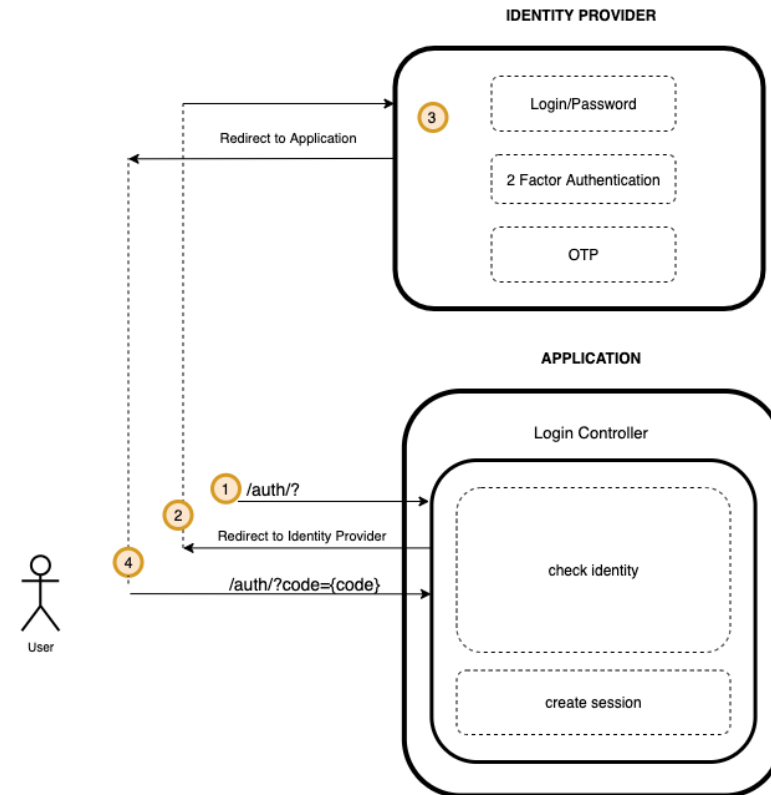 IDENTITY PROVIDER
Login/Password
3
Redirect to Application
2 Factor Authentication
OTP
APPLICATION
Login Controller
1
/auth/?
2
Redirect to Identity Provider
4
check identity
/auth/?code={code}
User
create session